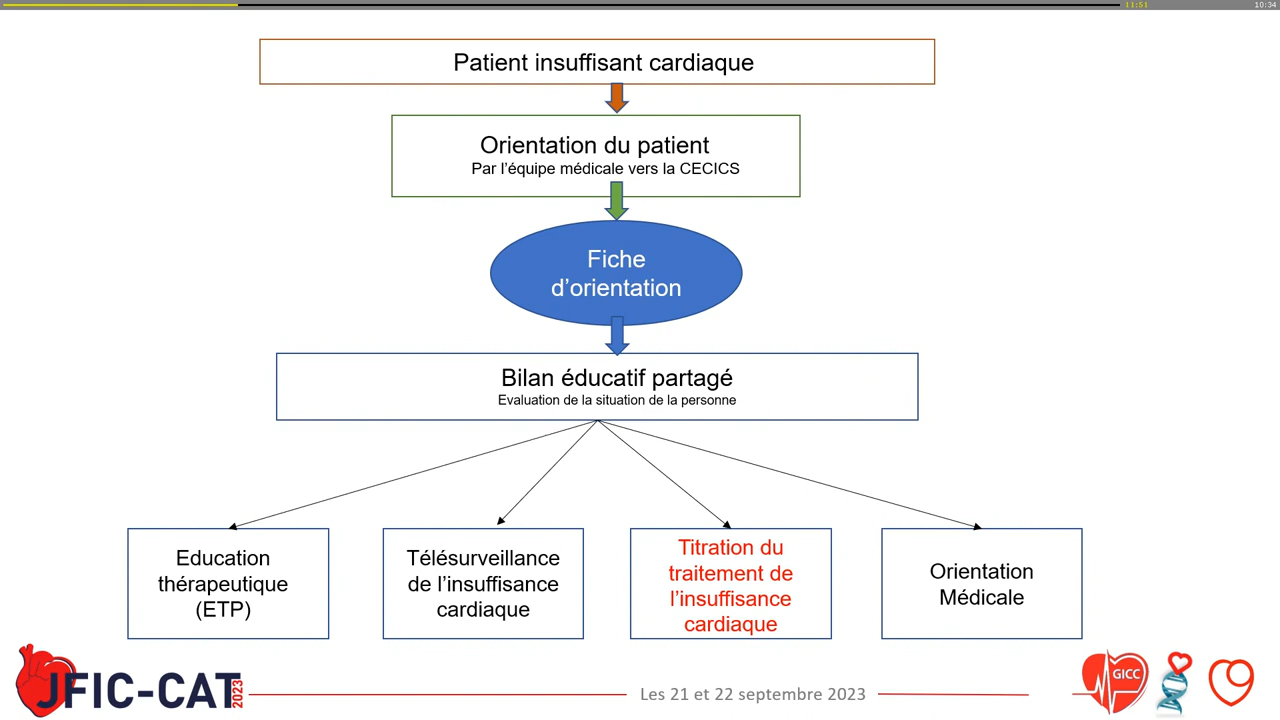 11:51
10:34
Patient insuffisant cardiaque
Orientation du patient
Par l’équipe médicale vers la CECICS
Fiche
d’orientation
Bilan éducatif partagé
Evaluation de la situation de la personne
Education
thérapeutique
(ETP)
Télésurveillance
de l’insuffisance
cardiaque
Titration du
traitement de
l’insuffisance
cardiaque
Orientation
Médicale
JFIC-CAT
2023
Les 21 et 22 septembre 2023
GICC